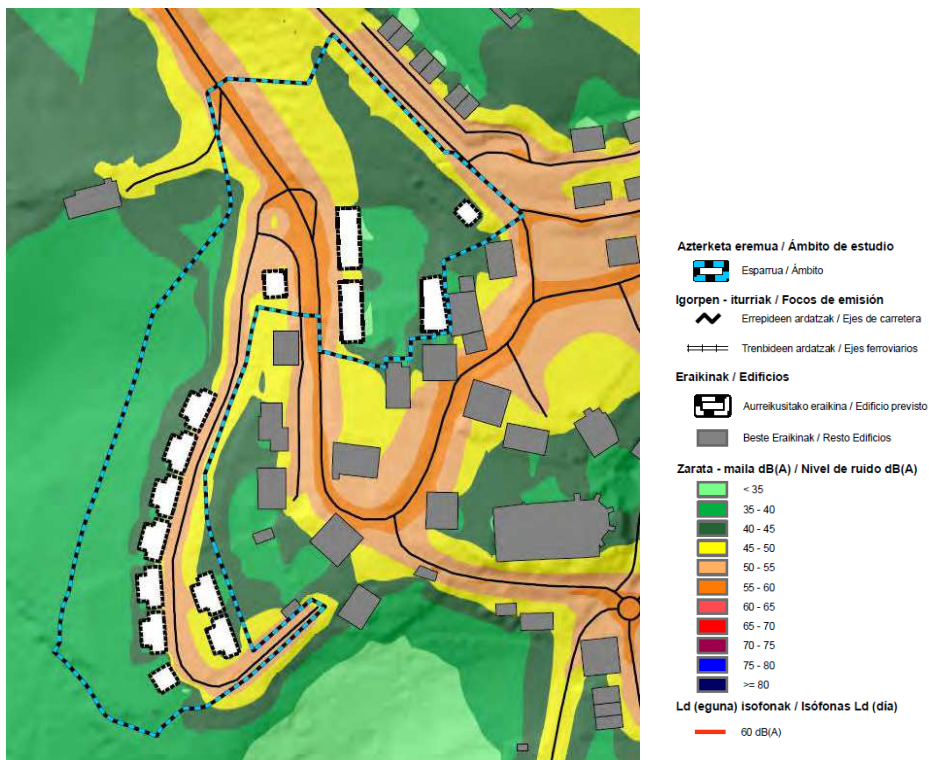 Azterketa eremua / Ámbito de estudio
Esparrua / Ámbito
Igorpen - iturriak / Focos de emisión
Errepideen ardatzak / Ejes de carretera
Trenbideen ardatzak / Ejes ferroviarios
Eraikinak / Edificios
Aurreikusitako eraikina / Edificio previsto
Beste Eraikinak / Resto Edificios
Zarata - maila dB(A) / Nivel de ruido dB(A)
< 35
35 - 40
40 - 45
45 - 50
50 - 55
55 - 60
60 - 65
65 - 70
70 - 75
75 - 80
>= 80
Ld (eguna) isofonak / Isófonas Ld (día)
60 dB(A)